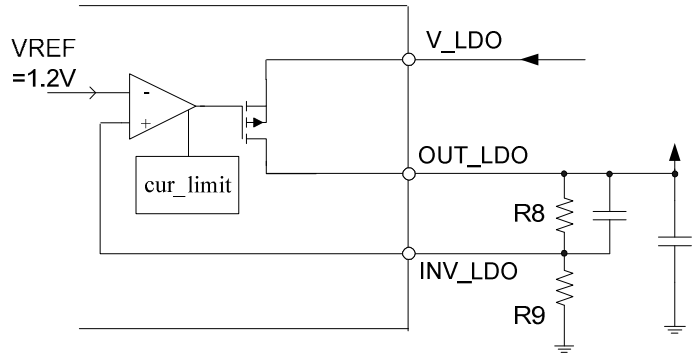 V_LDO
VREF
=1.2V
-
+
cur_limit
OUT_LDO
R8
INV_LDO
R9